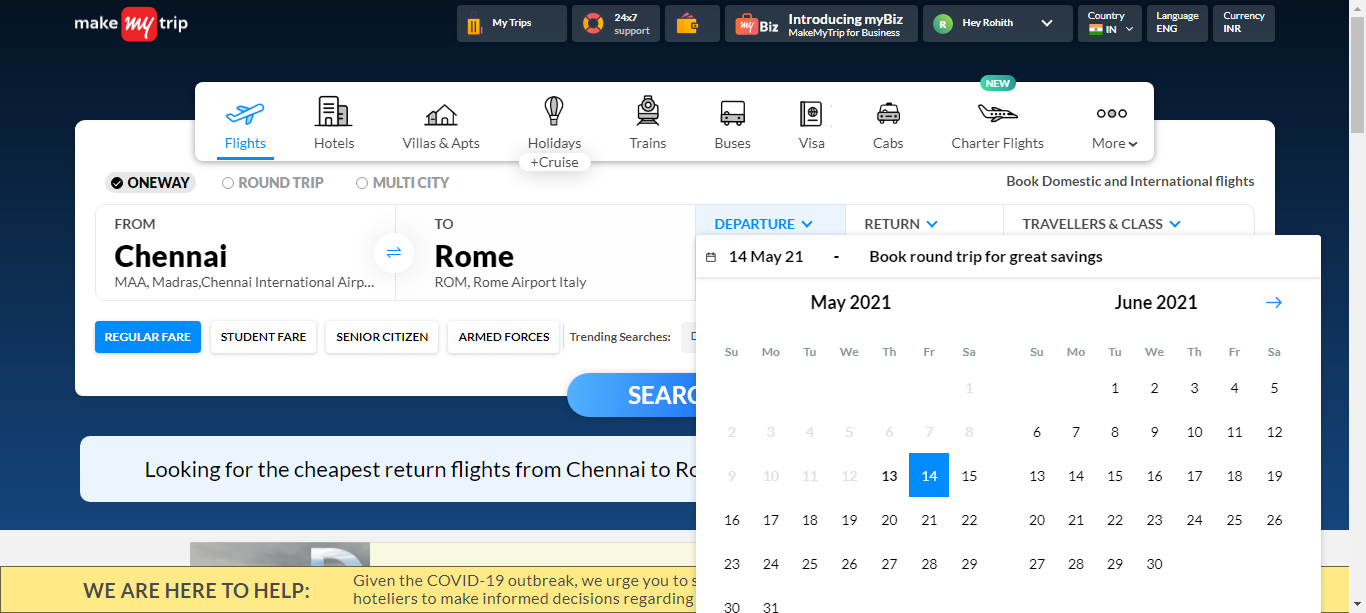 make my trip
My Trips
24x7
support
my Biz
Introducing myBiz
MakeMyTrip for Business
R
Hey Rohith
Country
IN
Language
ENG
Currency
INR
NEW
Flights
Hotels
Villas & Apts
Holidays
+Cruise
Trains
Buses
Visa
Cabs
Charter Flights
More
ONEWAY
ROUND TRIP
MULTI CITY
Book Domestic and International flights
FROM
Chennai
MAA, Madras,Chennai International Airp...
TO
Rome
ROM, Rome Airport Italy
DEPARTURE
RETURN
TRAVELLERS & CLASS
14 May 21 - Book round trip for great savings
REGULAR FARE
STUDENT FARE
SENIOR CITIZEN
ARMED FORCES
Trending Searches:
SEARC
Looking for the cheapest return flights from Chennai to Ro
May 2021
Su Mo Tu We Th Fr Sa
1
2 3 4 5 6 7 8
9 10 11 12 13 14 15
16 17 18 19 20 21 22
23 24 25 26 27 28 29
30 31
June 2021
Su Mo Tu We Th Fr Sa
1 2 3 4 5
6 7 8 9 10 11 12
13 14 15 16 17 18 19
20 21 22 23 24 25 26
27 28 29 30
WE ARE HERE TO HELP:
Given the COVID-19 outbreak, we urge you to s
hoteliers to make informed decisions regarding